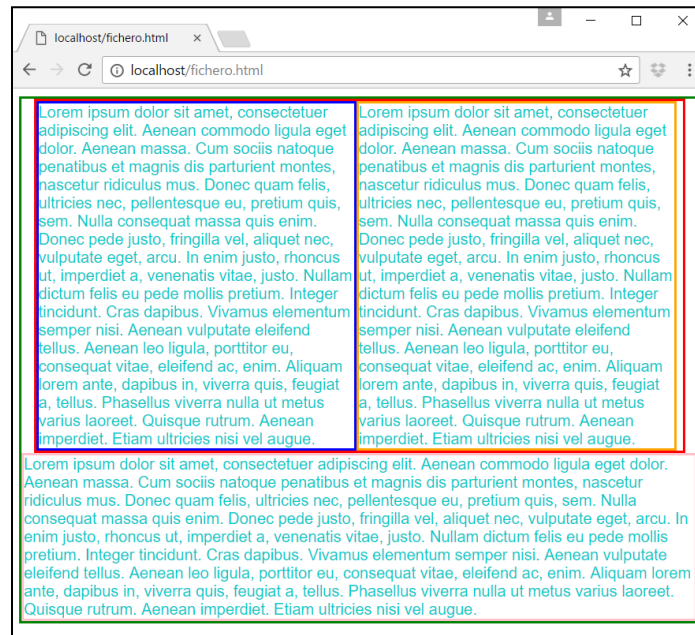 localhost/fichero.html
localhost/fichero.html
Lorem ipsum dolor sit amet, consectetuer
adipiscing elit. Aenean commodo ligula eget
dolor. Aenean massa. Cum sociis natoque
penatibus et magnis dis parturient montes,
nascetur ridiculus mus. Donec quam felis,
ultricies nec, pellentesque eu, pretium quis,
sem. Nulla consequat massa quis enim.
Donec pede justo, fringilla vel, aliquet nec,
vulputate eget, arcu. In enim justo, rhoncus
ut, imperdiet a, venenatis vitae, justo. Nullam
dictum felis eu pede mollis pretium. Integer
tincidunt. Cras dapibus. Vivamus elementum
semper nisi. Aenean vulputate eleifend
tellus. Aenean leo ligula, porttitor eu,
consequat vitae, eleifend ac, enim. Aliquam
lorem ante, dapibus in, viverra quis, feugiat
a, tellus. Phasellus viverra nulla ut metus
varius laoreet. Quisque rutrum. Aenean
imperdiet. Etiam ultricies nisi vel augue.
Lorem ipsum dolor sit amet, consectetuer
adipiscing elit. Aenean commodo ligula eget
dolor. Aenean massa. Cum sociis natoque
penatibus et magnis dis parturient montes,
nascetur ridiculus mus. Donec quam felis,
ultricies nec, pellentesque eu, pretium quis,
sem. Nulla consequat massa quis enim.
Donec pede justo, fringilla vel, aliquet nec,
vulputate eget, arcu. In enim justo, rhoncus
ut, imperdiet a, venenatis vitae, justo. Nullam
dictum felis eu pede mollis pretium. Integer
tincidunt. Cras dapibus. Vivamus elementum
semper nisi. Aenean vulputate eleifend
tellus. Aenean leo ligula, porttitor eu,
consequat vitae, eleifend ac, enim. Aliquam
lorem ante, dapibus in, viverra quis, feugiat
a, tellus. Phasellus viverra nulla ut metus
varius laoreet. Quisque rutrum. Aenean
imperdiet. Etiam ultricies nisi vel augue.
Lorem ipsum dolor sit amet, consectetuer adipiscing elit. Aenean commodo ligula eget dolor.
Aenean massa. Cum sociis natoque penatibus et magnis dis parturient montes, nascetur
ridiculus mus. Donec quam felis, ultricies nec, pellentesque eu, pretium quis, sem. Nulla
consequat massa quis enim. Donec pede justo, fringilla vel, aliquet nec, vulputate eget, arcu. In
enim justo, rhoncus ut, imperdiet a, venenatis vitae, justo. Nullam dictum felis eu pede mollis
pretium. Integer tincidunt. Cras dapibus. Vivamus elementum semper nisi. Aenean vulputate
eleifend tellus. Aenean leo ligula, porttitor eu, consequat vitae, eleifend ac, enim. Aliquam lorem
ante, dapibus in, viverra quis, feugiat a, tellus. Phasellus viverra nulla ut metus varius laoreet.
Quisque rutrum. Aenean imperdiet. Etiam ultricies nisi vel augue.